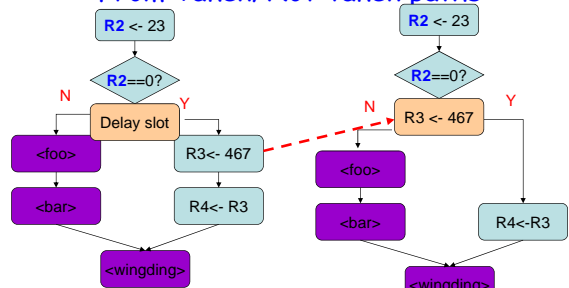 From Taken/Not-Taken paths
R2 <- 23
R2==0?
N
Y
Delay slot
<foo>
R3<- 467
<bar>
R4<- R3
<wingding>
R2 <- 23
R2==0?
N
Y
R3 <- 467
<foo>
<bar>
R4<-R3
<wingding>